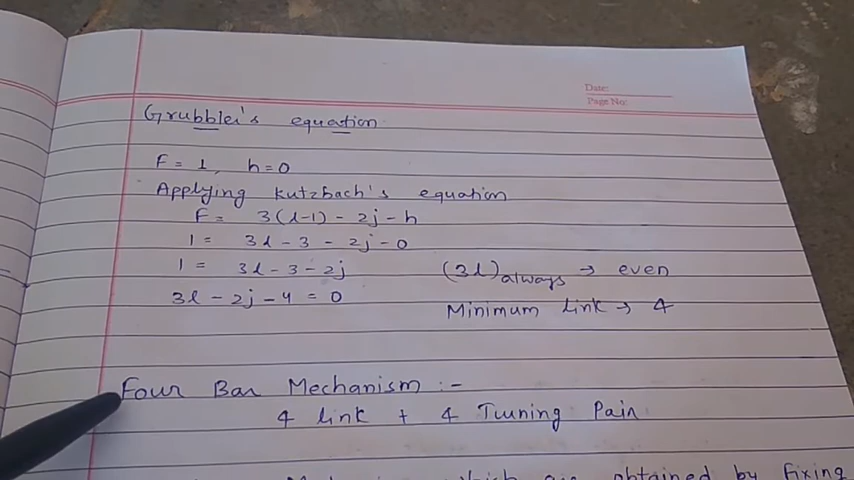 Date:
Page No:
Grubbler's equation
F = 1, h=0
Applying Kutzbach's equation
F = 3(l-1) - 2j - h
1 = 3l - 3 - 2j - 0
1 = 3l - 3 - 2j (3l) always → even
3l - 2j - 4 = 0 Minimum link → 4
Four Bar Mechanism :-
4 link + 4 Turning Pair
which are obtained by Fixing